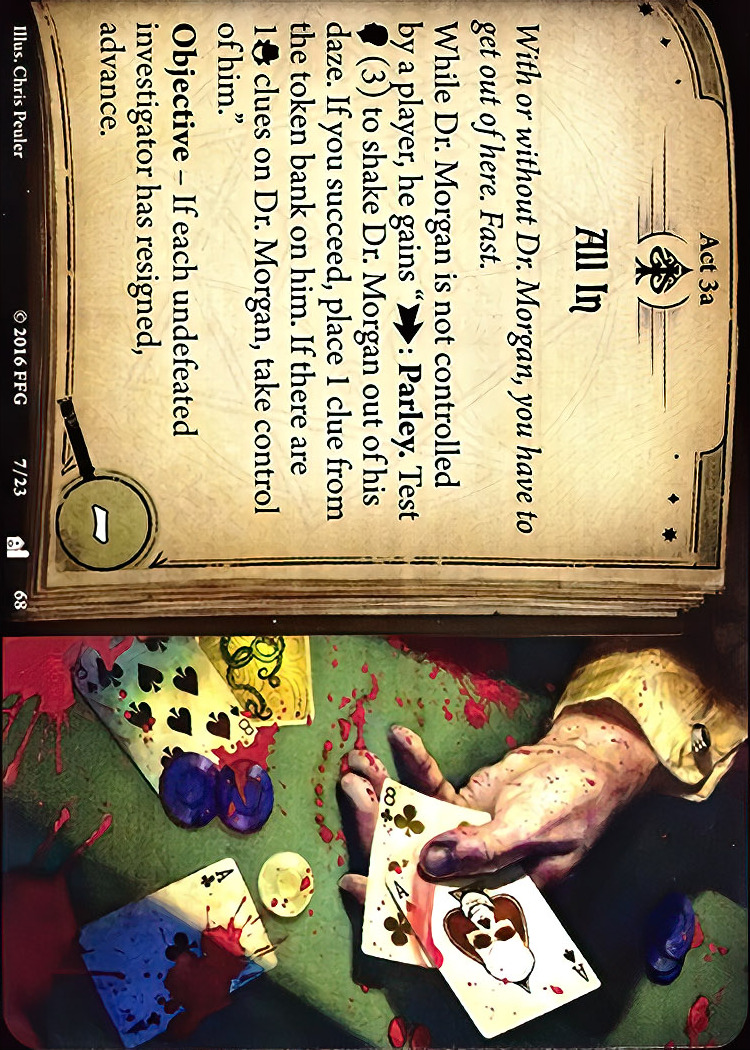 Act 3a
All In
With or without Dr. Morgan, you have to
get out of here. Fast.
While Dr. Morgan is not controlled
by a player, he gains “ : Parley. Test
(3) to shake Dr. Morgan out of his
daze. If you succeed, place 1 clue from
the token bank on him. If there are
1 clues on Dr. Morgan, take control
of him.”
Objective – If each undefeated
investigator has resigned,
advance.
–
Illus. Chris Peuler © 2016 FFG 7/23 68
A
8
A
8
A